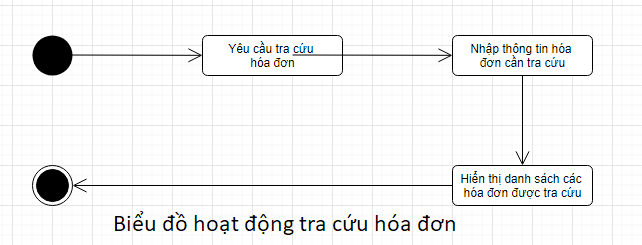 Yêu cầu tra cứu
hóa đơn
Nhập thông tin hóa
đơn cần tra cứu
Hiển thị danh sách các
hóa đơn được tra cứu
Biểu đồ hoạt động tra cứu hóa đơn